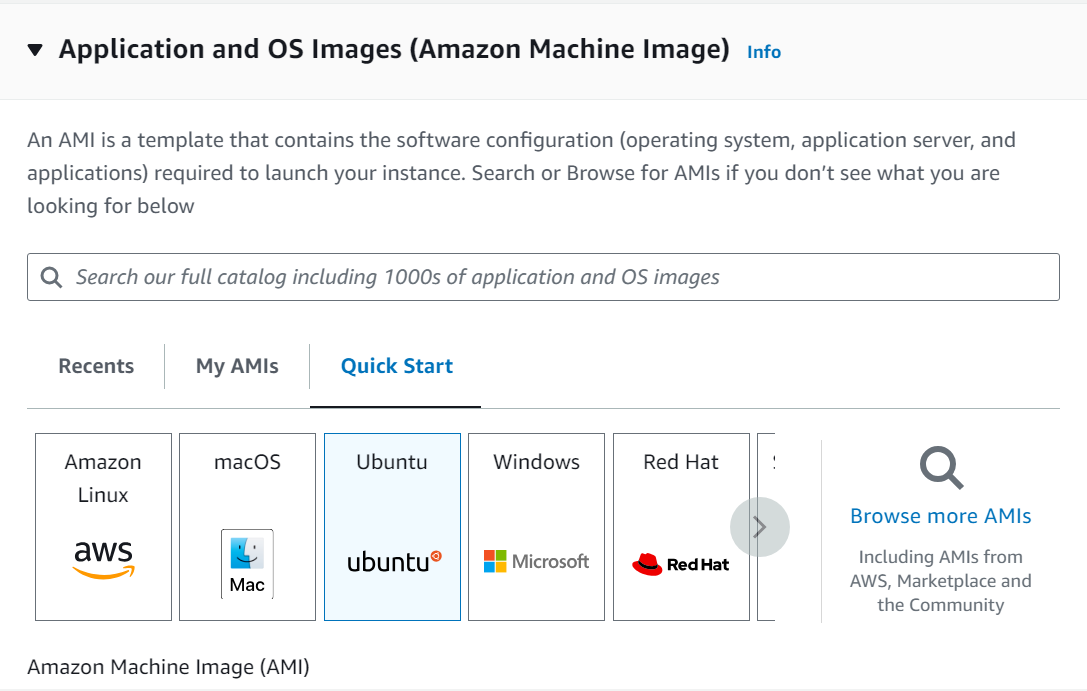 Application and OS Images (Amazon Machine Image) Info
An AMI is a template that contains the software configuration (operating system, application server, and
applications) required to launch your instance. Search or Browse for AMIs if you don’t see what you are
looking for below
Search our full catalog including 1000s of application and OS images
Recents
My AMIs
Quick Start
Amazon
Linux
aws
macOS
Mac
Ubuntu
ubuntu
Windows
Microsoft
Red Hat
Red Hat
Browse more AMIs
Including AMIs from
AWS, Marketplace and
the Community
Amazon Machine Image (AMI)